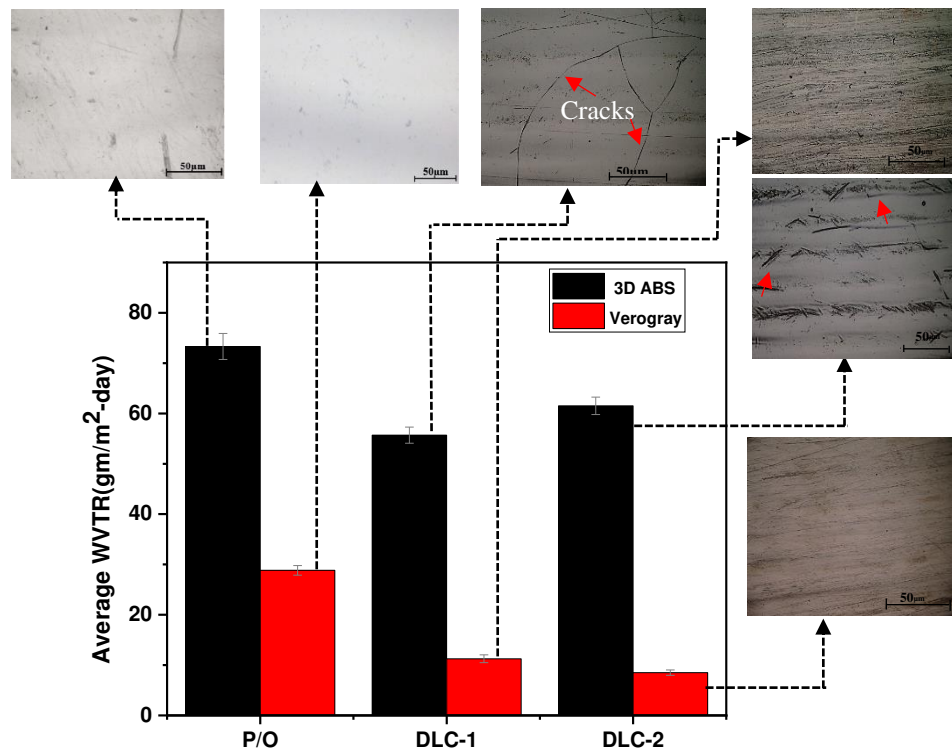 50µm
50µm
Cracks
50µm
50µm
50µm
50µm
3D ABS
Verogray
Average WVTR(gm/m²-day)
80
60
40
20
0
P/O
DLC-1
DLC-2